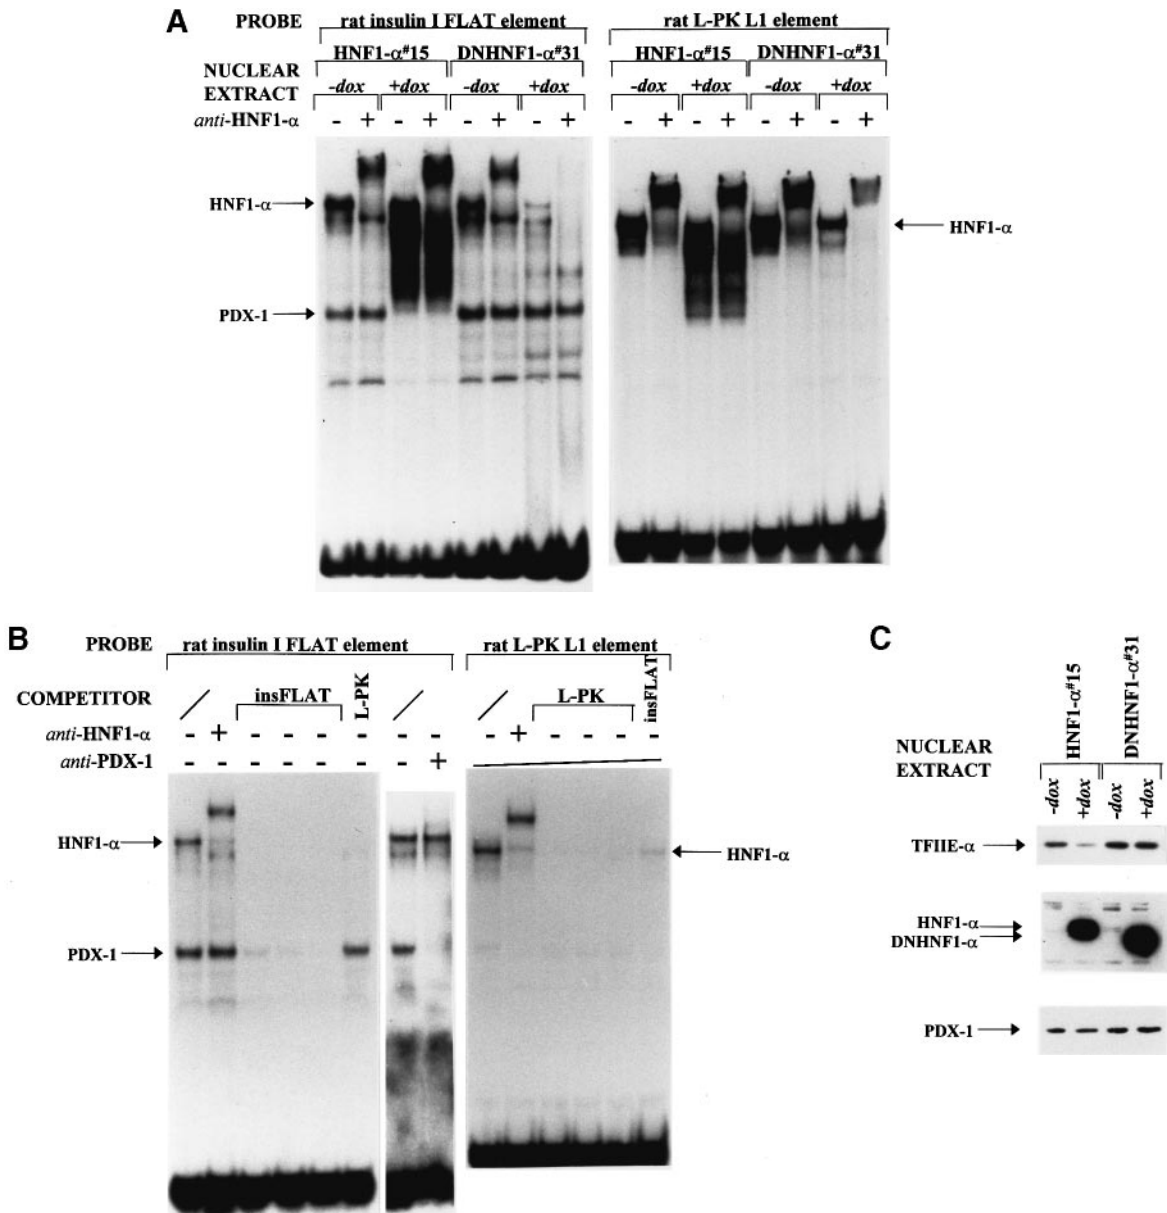 A
PROBE rat insulin I FLAT element rat L-PK L1 element
HNF1-α#15 DNHNF1-α#31 HNF1-α#15 DNHNF1-α#31
NUCLEAR
EXTRACT -dox +dox -dox +dox -dox +dox -dox +dox
anti-HNF1-α - + - + - + - + - + - + - + - +
HNF1-α
HNF1-α
PDX-1
B
PROBE rat insulin I FLAT element rat L-PK L1 element
COMPETITOR insFLAT L-PK L-PK insFLAT
anti-HNF1-α - + - - - - - - - + - - - -
anti-PDX-1 - - - - - - - +
HNF1-α
HNF1-α
PDX-1
C
HNF1-α#15 DNHNF1-α#31
NUCLEAR
EXTRACT
-dox +dox -dox +dox
TFIIE-α
HNF1-α
DNHNF1-α
PDX-1